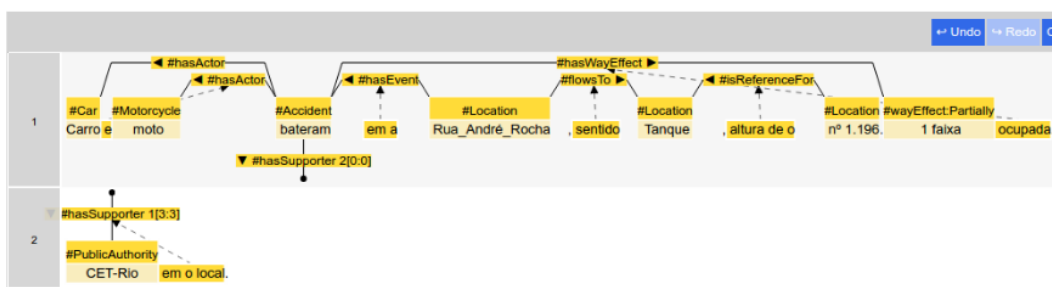 ↩ Undo ↪ Redo
◀ #hasActor #hasWayEffect ▶
◀ #hasActor ◀ #hasEvent #flowsTo ▶ ◀ #isReferenceFor
#Car #Motorcycle #Accident #Location #Location #Location #wayEffect:Partially
1 Carro e moto bateram em a Rua_André_Rocha , sentido Tanque , altura de o nº 1.196. 1 faixa ocupada
▼ #hasSupporter 2[0:0]
▼ #hasSupporter 1[3:3]
2
#PublicAuthority
CET-Rio em o local.